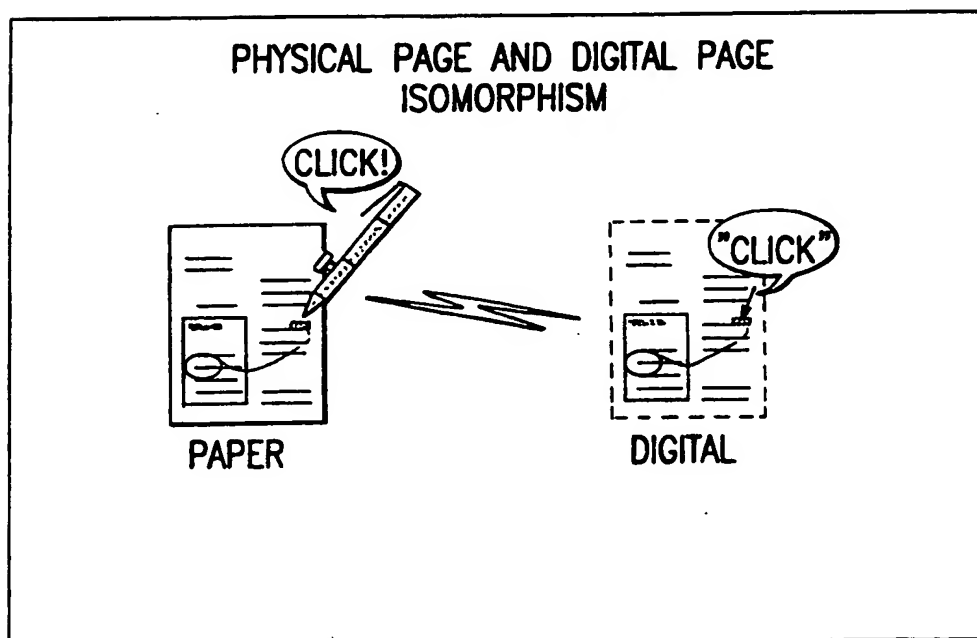 PHYSICAL PAGE AND DIGITAL PAGE
ISOMORPHISM
CLICK!
"CLICK"
PAPER
DIGITAL